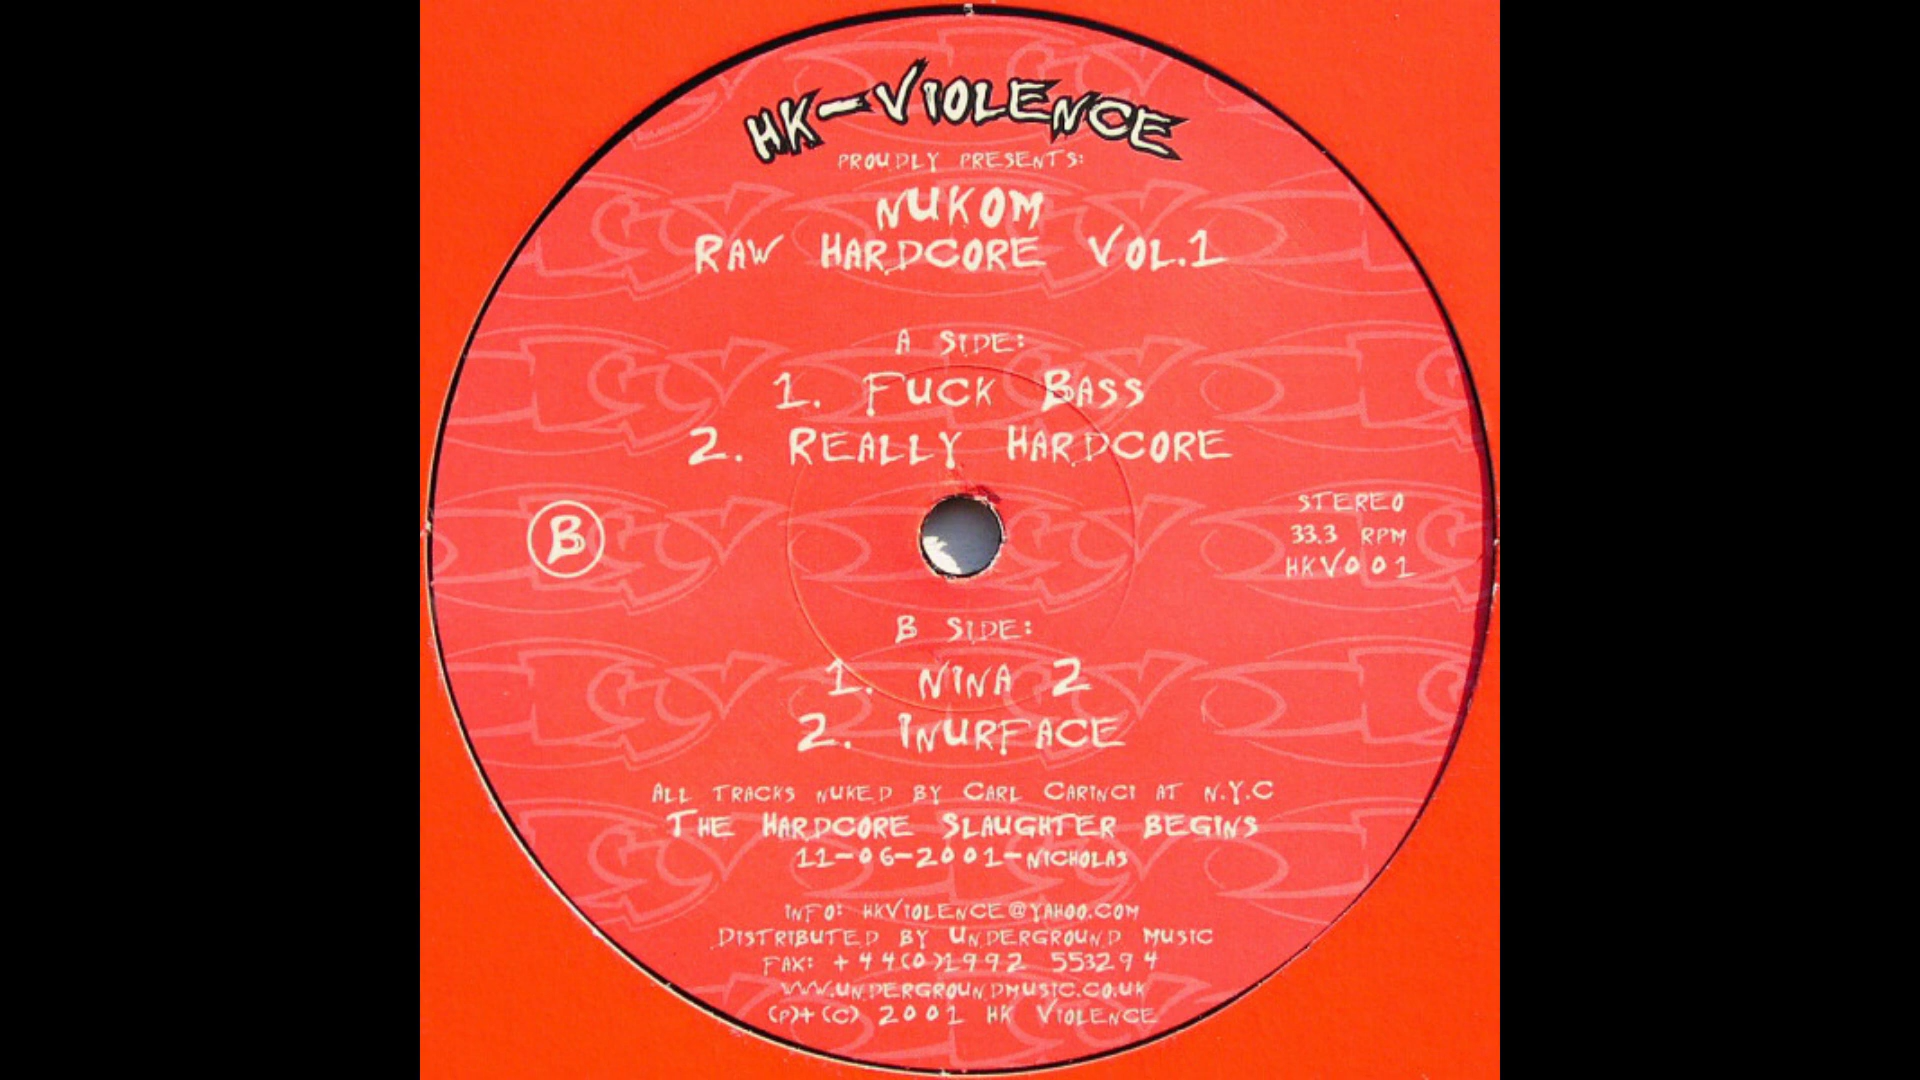 HK-VIOLENCE
PROUDLY PRESENTS:
NUKOM
RAW HARDCORE VOL.1
A SIDE:
1. FUCK BASS
2. REALLY HARDCORE
B
STEREO
33.3 RPM
HKV001
B SIDE:
1. NINA 2
2. INURFACE
ALL TRACKS NUKED BY CARL CARINCI AT N.Y.C
THE HARDCORE SLAUGHTER BEGINS
11-06-2001-NICHOLAS
INFO: HKVIOLENCE@YAHOO.COM
DISTRIBUTED BY UNDERGROUND MUSIC
FAX: +44(0)1992 553294
WWW.UNDERGROUNDMUSIC.CO.UK
(P)+(C) 2001 HK VIOLENCE